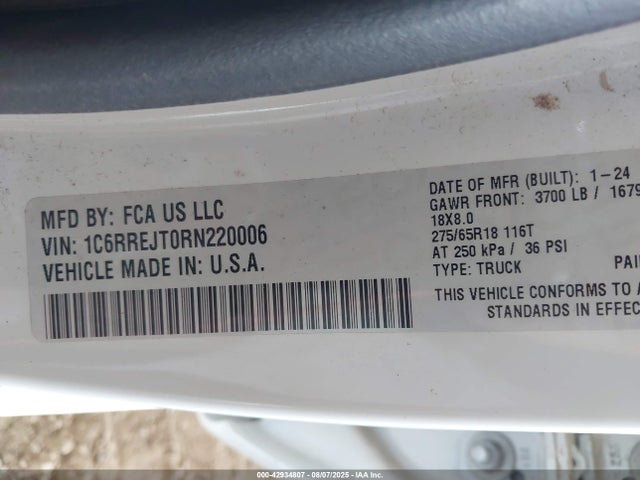 MFD BY: FCA US LLC
VIN: 1C6RREJT0RN220006
VEHICLE MADE IN: U.S.A.
DATE OF MFR (BUILT): 1-24
GAWR FRONT: 3700 LB / 1679
18X8.0
275/65R18 116T
AT 250 kPa / 36 PSI
TYPE: TRUCK
THIS VEHICLE CONFORMS TO
STANDARDS IN EFFEC
000-42934807 - 08/07/2025 - Copyright IAA, Inc.